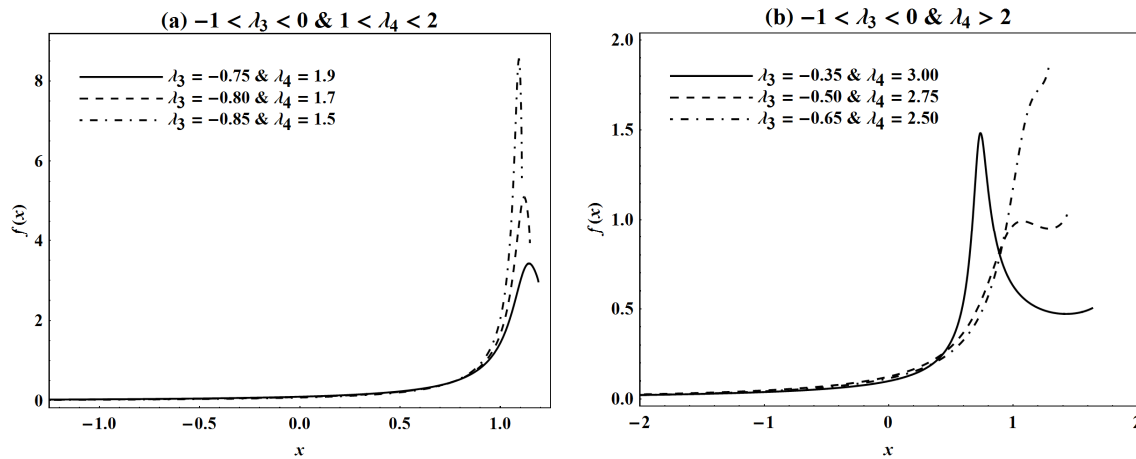 (a) −1 < λ3 < 0 & 1 < λ4 < 2
λ3 = −0.75 & λ4 = 1.9
λ3 = −0.80 & λ4 = 1.7
λ3 = −0.85 & λ4 = 1.5
f(x)
8
6
4
2
0
−1.0
−0.5
0.0
0.5
1.0
x
(b) −1 < λ3 < 0 & λ4 > 2
λ3 = −0.35 & λ4 = 3.00
λ3 = −0.50 & λ4 = 2.75
λ3 = −0.65 & λ4 = 2.50
f(x)
2.0
1.5
1.0
0.5
0.0
−2
−1
0
1
2
x